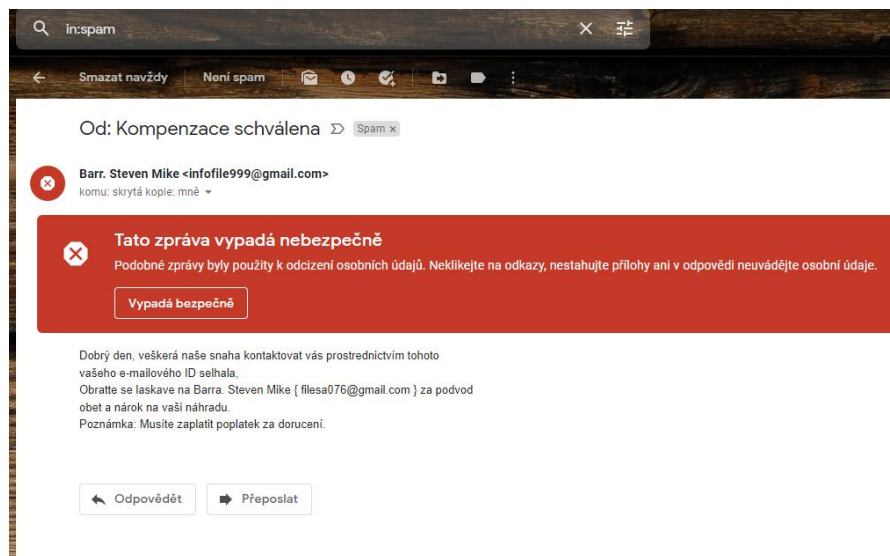 in:spam
Smazat navždy Není spam
Od: Kompenzace schválena Spam x
Barr. Steven Mike <infofile999@gmail.com>
komu: skrytá kopie: mně
Tato zpráva vypadá nebezpečně
Podobné zprávy byly použity k odcizení osobních údajů. Neklikejte na odkazy, nestahujte přílohy ani v odpovědi neuvádějte osobní údaje.
Vypadá bezpečně
Dobrý den, veškerá naše snaha kontaktovat vás prostrednictvím tohoto
vašeho e-mailového ID selhala,
Obratte se laskave na Barra. Steven Mike { filesa076@gmail.com } za podvod
obet a nárok na vaši náhradu.
Poznámka: Musíte zaplatit poplatek za dorucení.
Odpovědět Přeposlat